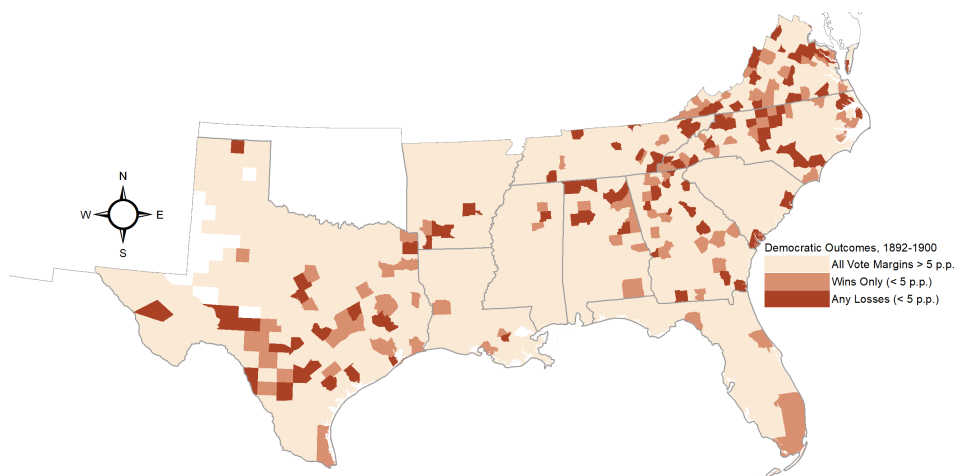 N
W E
S
Democratic Outcomes, 1892-1900
All Vote Margins > 5 p.p.
Wins Only (< 5 p.p.)
Any Losses (< 5 p.p.)